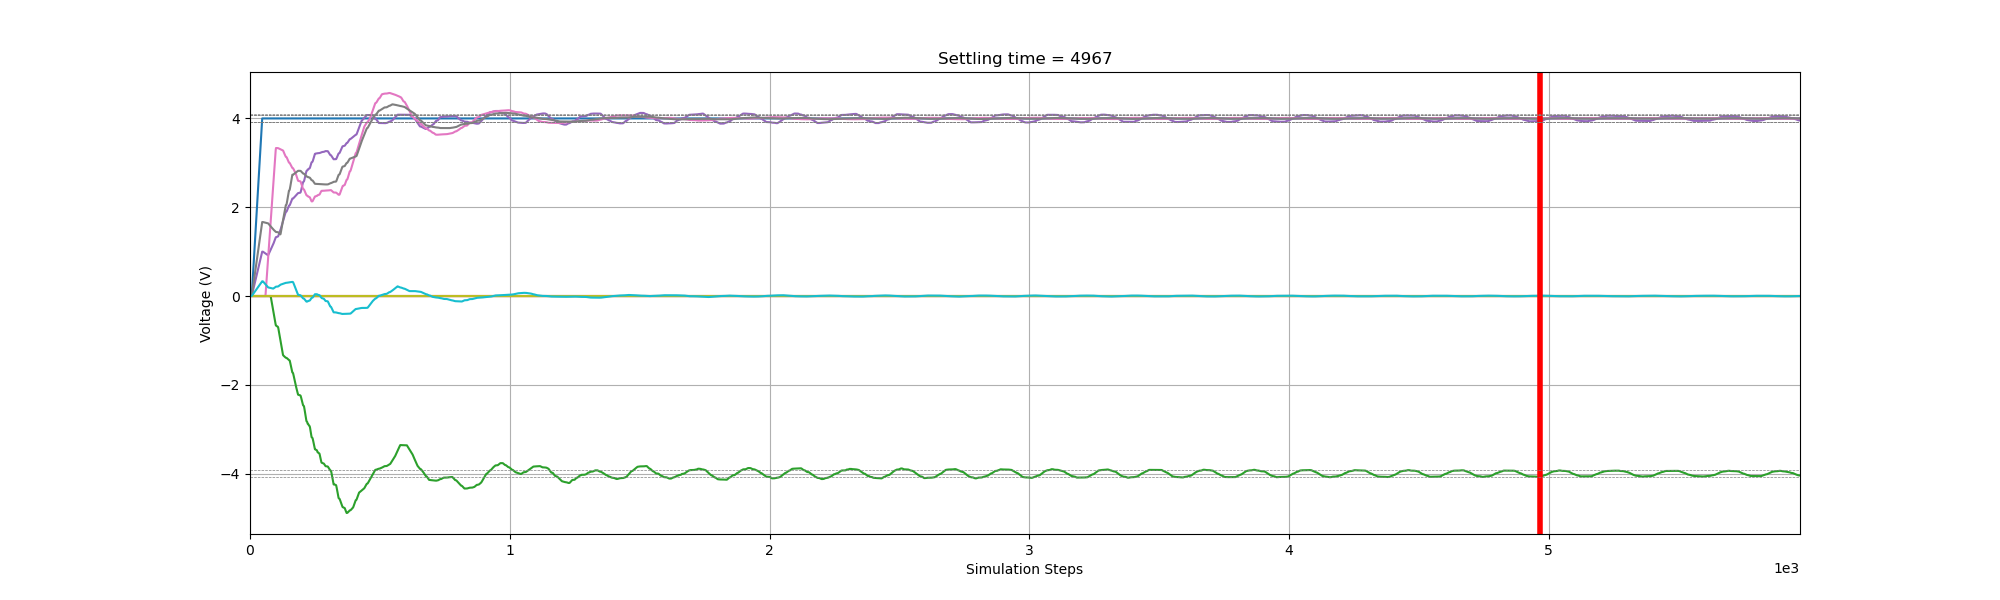 Settling time = 4967
Voltage (V)
4
2
0
−2
−4
0 1 2 3 4 5
Simulation Steps
1e3